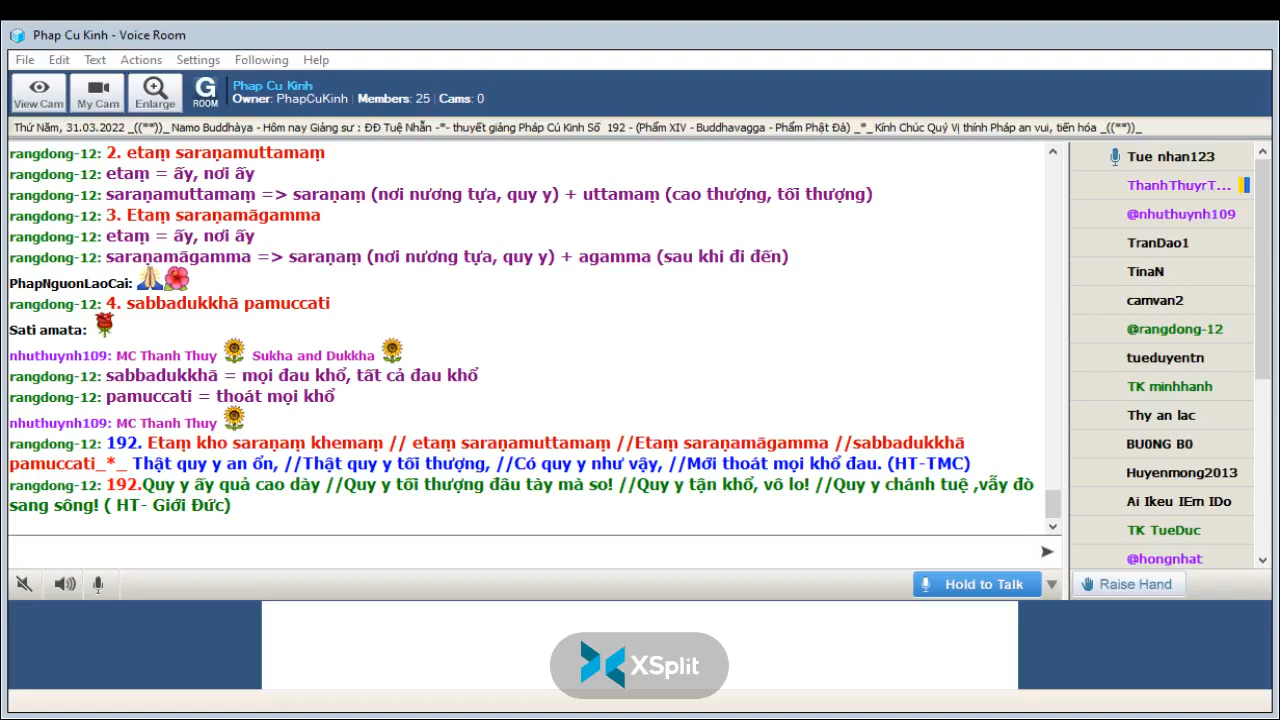 Phap Cu Kinh - Voice Room
File Edit Text Actions Settings Following Help
View Cam
My Cam
Enlarge
G
ROOM
Phap Cu Kinh
Owner: PhapCuKinh | Members: 25 | Cams: 0
Thứ Năm, 31.03.2022 _((**))_ Namo Buddhàya - Hôm nay Giảng sư : ĐĐ Tuệ Nhẫn -*- thuyết giảng Pháp Cú Kinh Số 192 - (Phẩm XIV - Buddhavagga - Phẩm Phật Đà) _*_ Kính Chúc Quý Vị thính Pháp an vui, tiến hóa _((**))_
rangdong-12: 2. etaṃ saraṇamuttamaṃ
rangdong-12: etaṃ = ấy, nơi ấy
rangdong-12: saraṇamuttamaṃ => saraṇaṃ (nơi nương tựa, quy y) + uttamaṃ (cao thượng, tối thượng)
rangdong-12: 3. Etaṃ saraṇamāgamma
rangdong-12: etaṃ = ấy, nơi ấy
rangdong-12: saraṇamāgamma => saraṇaṃ (nơi nương tựa, quy y) + agamma (sau khi đi đến)
PhapNguonLaoCai: 🙏🌺
rangdong-12: 4. sabbadukkhā pamuccati
Sati amata: 🌹
nhuthuynh109: MC Thanh Thuy 🌻 Sukha and Dukkha 🌻
rangdong-12: sabbadukkhā = mọi đau khổ, tất cả đau khổ
rangdong-12: pamuccati = thoát mọi khổ
nhuthuynh109: MC Thanh Thuy 🌻
rangdong-12: 192. Etaṃ kho saraṇaṃ khemaṃ // etaṃ saraṇamuttamaṃ //Etaṃ saraṇamāgamma //sabbadukkhā
pamuccati_*_ Thật quy y an ổn, //Thật quy y tối thượng, //Có quy y như vậy, //Mới thoát mọi khổ đau. (HT-TMC)
rangdong-12: 192.Quy y ấy quả cao dày //Quy y tối thượng đâu tày mà so! //Quy y tận khổ, vô lo! //Quy y chánh tuệ ,vẫy đò
sang sông! ( HT- Giới Đức)
Hold to Talk
Tue nhan123
ThanhThuyrT...
@nhuthuynh109
TranDao1
TinaN
camvan2
@rangdong-12
tueduyentn
TK minhhanh
Thy an lac
BU0NG B0
Huyenmong2013
Ai Ikeu IEm IDo
TK TueDuc
@hongnhat
Raise Hand
XSplit